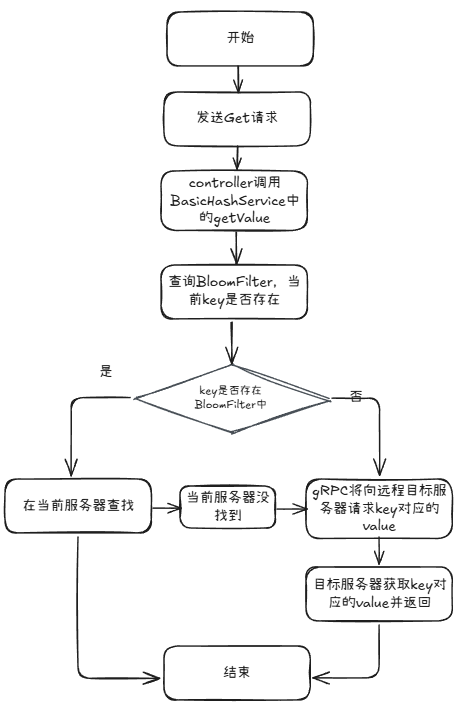 开始
发送Get请求
controller调用
BasicHashService中
的getValue
查询BloomFilter，当
前key是否存在
是
key是否存在
BloomFilter中
否
在当前服务器查找
当前服务器没
找到
gRPC将向远程目标服
务器请求key对应的
value
目标服务器获取key对
应的value并返回
结束